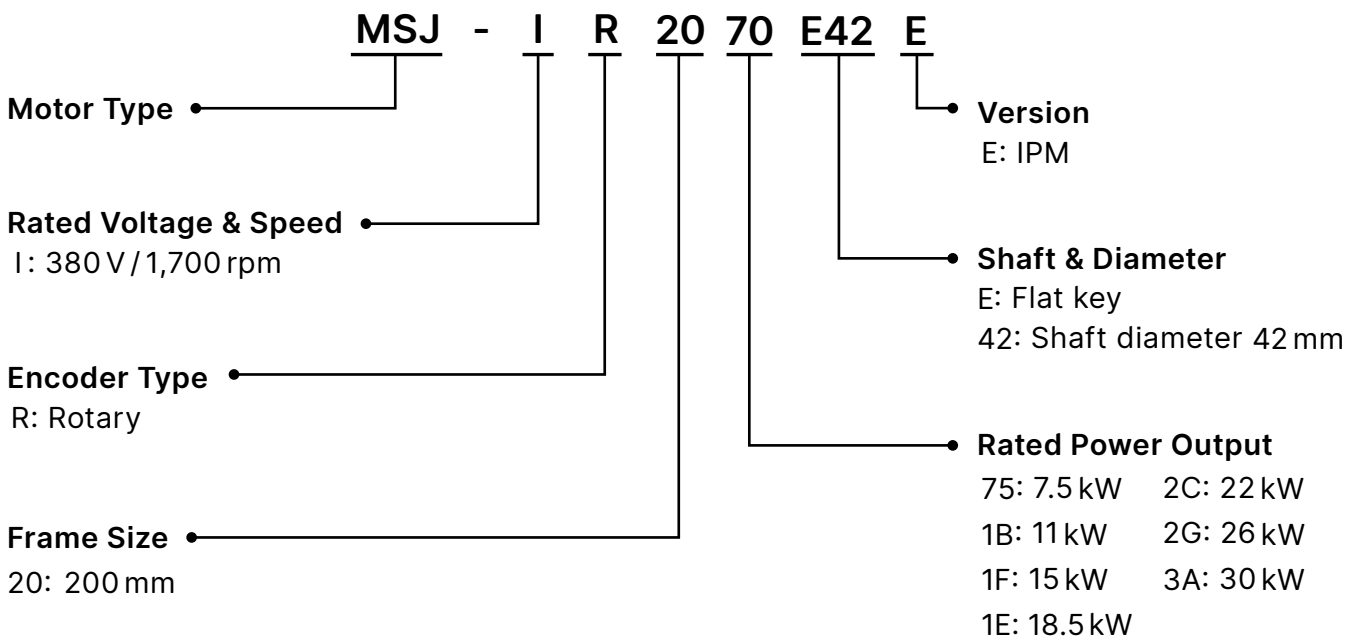 MSJ - I R 20 70 E42 E
Motor Type
Rated Voltage & Speed
I: 380 V / 1,700 rpm
Encoder Type
R: Rotary
Frame Size
20: 200 mm
Version
E: IPM
Shaft & Diameter
E: Flat key
42: Shaft diameter 42 mm
Rated Power Output
75: 7.5 kW 2C: 22 kW
1B: 11 kW 2G: 26 kW
1F: 15 kW 3A: 30 kW
1E: 18.5 kW